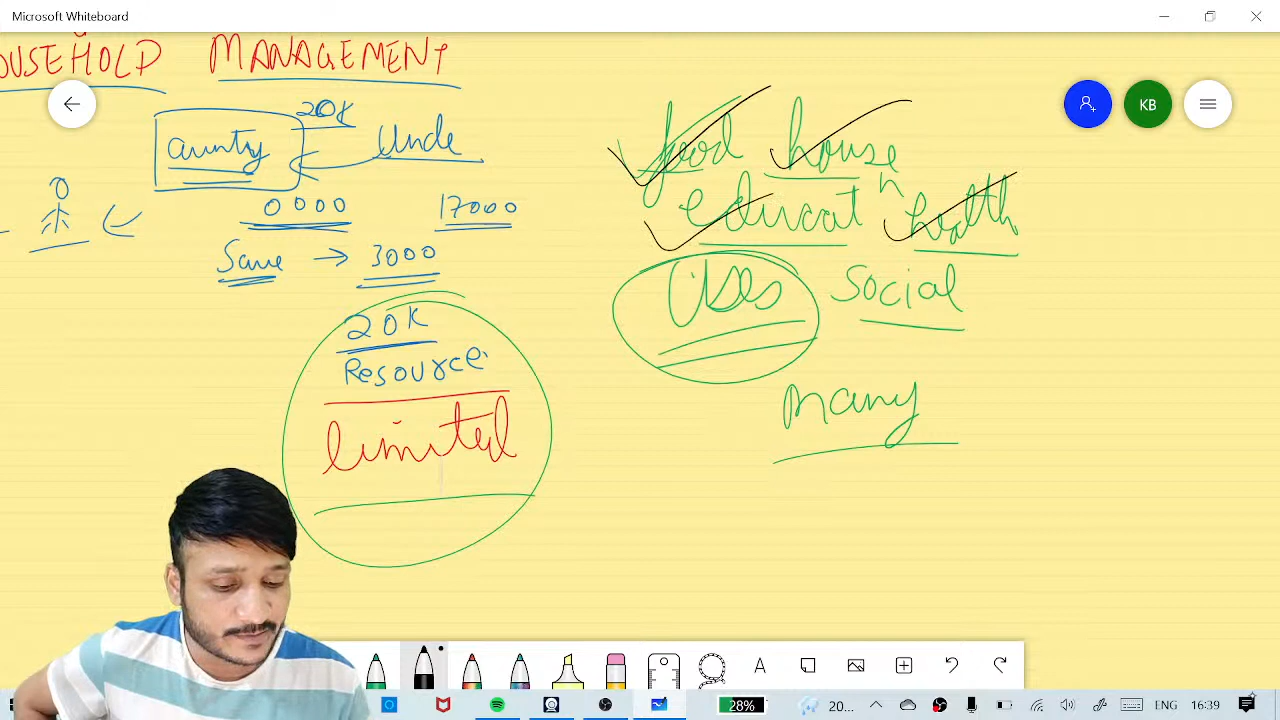 Microsoft Whiteboard
OUSEHOLD MANAGEMENT
20K
aunty
Uncle
0000 17000
Save → 3000
20K
Resource
limited
food house
educat n health
Uses Social
many
KB
A
28%
20...
ENG 16:39